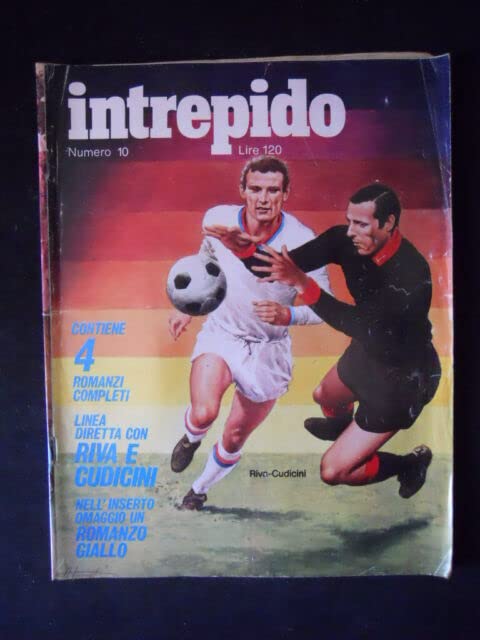 intrepido
Numero 10
Lire 120
CONTIENE
4
ROMANZI
COMPLETI
LINEA
DIRETTA CON
RIVA E
CUDICINI
NELL'INSERTO
OMAGGIO UN
ROMANZO
GIALLO
Riva-Cudicini